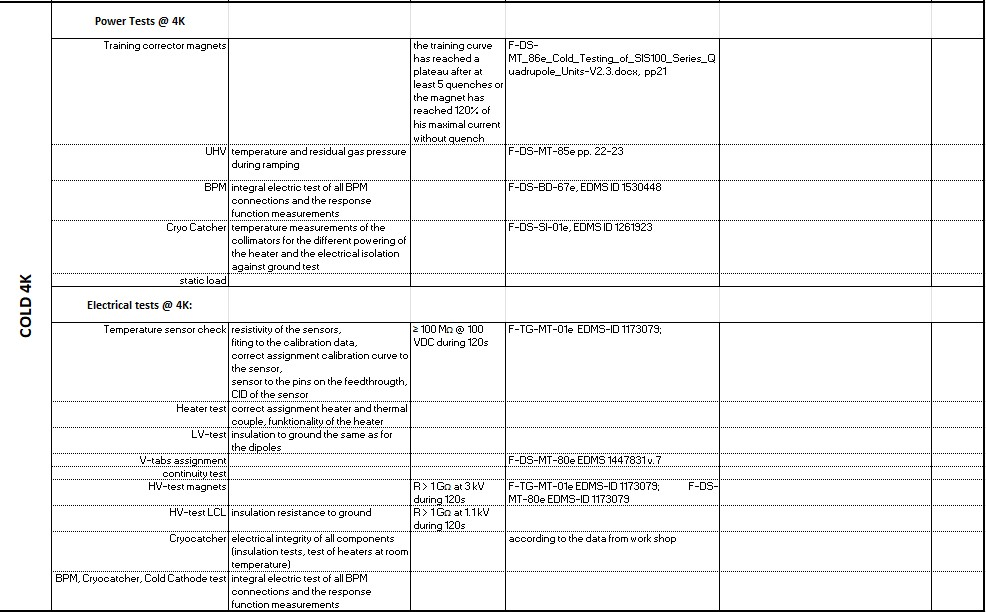 COLD 4K
Power Tests @ 4K
Training corrector magnets
the training curve
has reached a
plateau after at
least 5 quenches or
the magnet has
reached 120% of
his maximal current
without quench
F-DS-
MT_86e_Cold_Testing_of_SIS100_Series_Q
uadrupole_Units-V2.3.docx, pp21
UHV
temperature and residual gas pressure
during ramping
F-DS-MT-85e pp. 22-23
BPM
integral electric test of all BPM
connections and the response
function measurements
F-DS-BD-67e, EDMS ID 1530448
Cryo Catcher
temperature measurements of the
collimators for the different powering of
the heater and the electrical isolation
against ground test
F-DS-SI-01e, EDMS ID 1261923
static load
Electrical tests @ 4K:
Temperature sensor check
resistivity of the sensors,
fiting to the calibration data,
correct assignment calibration curve to
the sensor,
sensor to the pins on the feedthrough,
CID of the sensor
≥ 100 MΩ @ 100
VDC during 120s
F-TG-MT-01e EDMS-ID 1173079;
Heater test
correct assignment heater and thermal
couple, funktionality of the heater
LV-test
insulation to ground the same as for
the dipoles
V-tabs assignment
F-DS-MT-80e EDMS 1447831 v.7
continuity test
HV-test magnets
R > 1 GΩ at 3 kV
during 120s
F-TG-MT-01e EDMS-ID 1173079; F-DS-
MT-80e EDMS-ID 1173079
HV-test LCL
insulation resistance to ground
R > 1 GΩ at 1.1 kV
during 120s
Cryocatcher
electrical integrity of all components
(insulation tests, test of heaters at room
temperature)
according to the data from work shop
BPM, Cryocatcher, Cold Cathode test
integral electric test of all BPM
connections and the response
function measurements